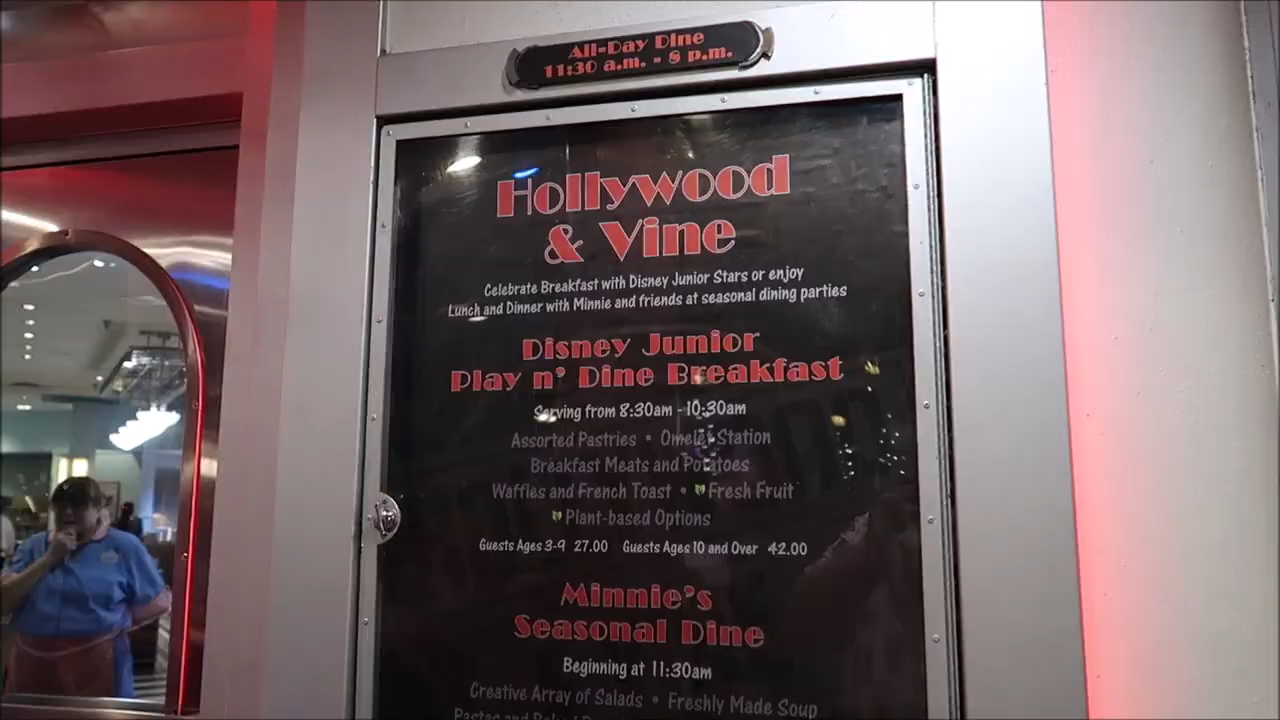 All-Day Dine
11:30 a.m. - 8 p.m.
Hollywood
& Vine
Celebrate Breakfast with Disney Junior Stars or enjoy
Lunch and Dinner with Minnie and friends at seasonal dining parties
Disney Junior
Play n' Dine Breakfast
Serving from 8:30am - 10:30am
Assorted Pastries • Omelet Station
Breakfast Meats and Potatoes
Waffles and French Toast • Fresh Fruit
Plant-based Options
Guests Ages 3-9 27.00 Guests Ages 10 and Over 42.00
Minnie's
Seasonal Dine
Beginning at 11:30am
Creative Array of Salads • Freshly Made Soup
Pastas and